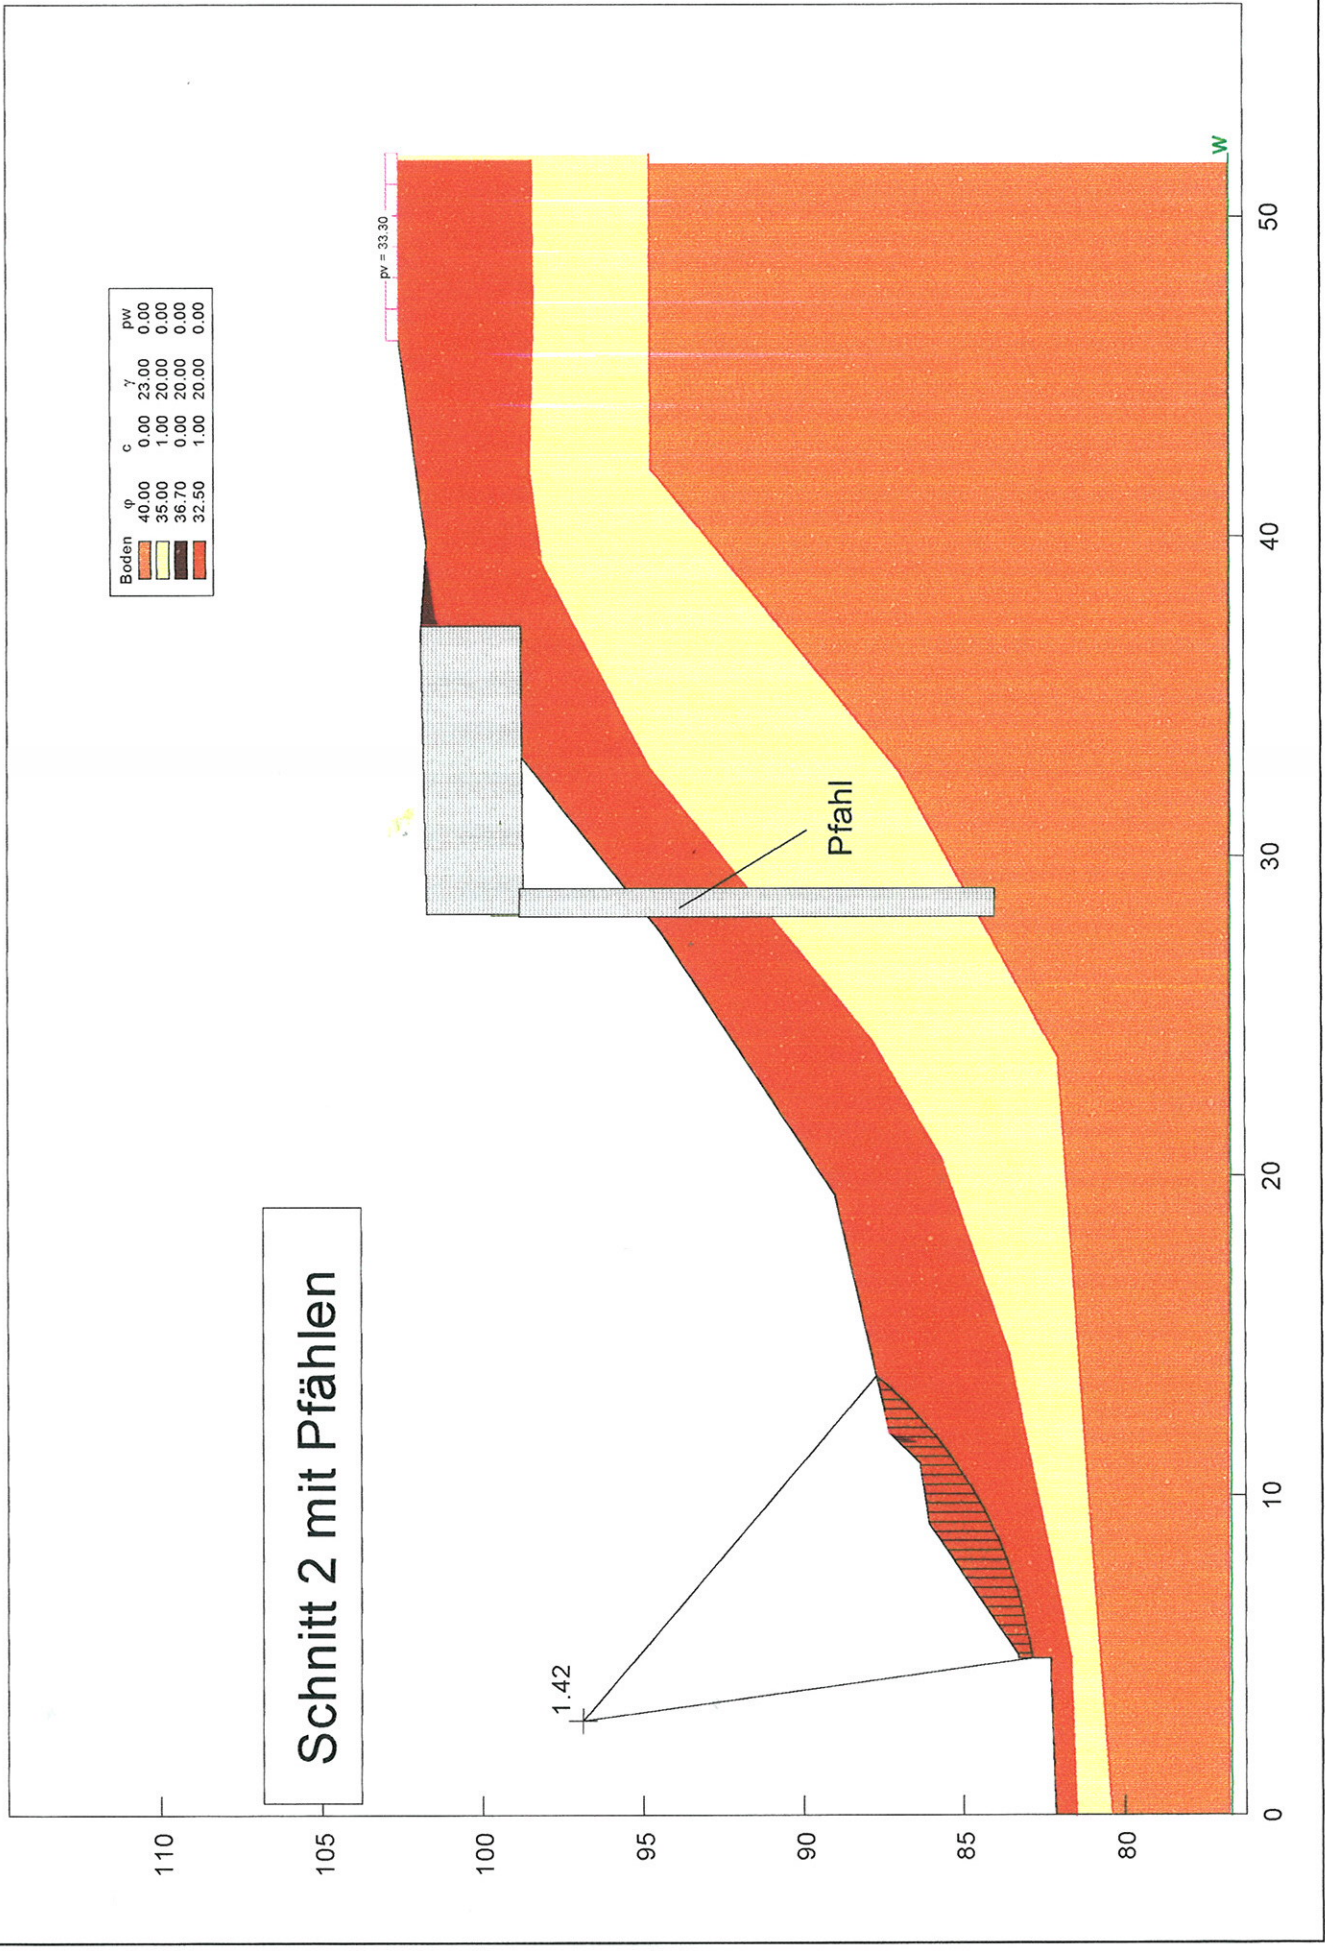 Schnitt 2 mit Pfählen
Boden φ c γ pw
40.00 0.00 23.00 0.00
35.00 1.00 20.00 0.00
36.70 0.00 20.00 0.00
32.50 1.00 20.00 0.00
pv = 33.30
1.42
Pfahl
W
110
105
100
95
90
85
80
0 10 20 30 40 50